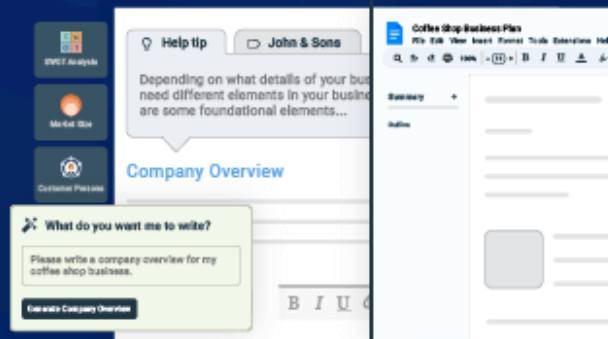 SWOT Analysis
Market Size
Customer Persona
Help tip
John & Sons
Depending on what details of your bus
need different elements in your busine
are some foundational elements...
Company Overview
What do you want me to write?
Please write a company overview for my
coffee shop business.
Generate Company Overview
B I U
Coffee Shop Business Plan
File Edit View Insert Format Tools Extensions Hel
100%
B I U A
Summary +
Outline